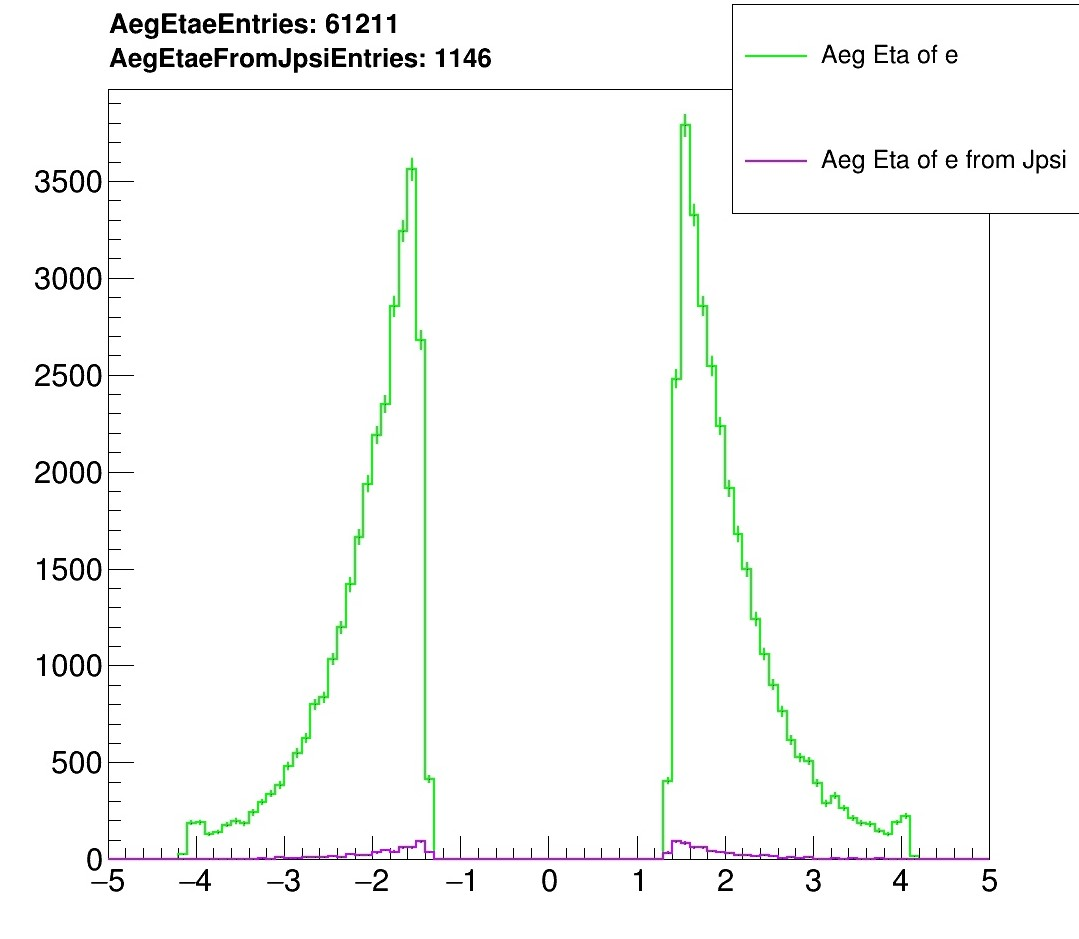 AegEtaeEntries: 61211
AegEtaeFromJpsiEntries: 1146
Aeg Eta of e
Aeg Eta of e from Jpsi
3500
3000
2500
2000
1500
1000
500
0
−5 −4 −3 −2 −1 0 1 2 3 4 5